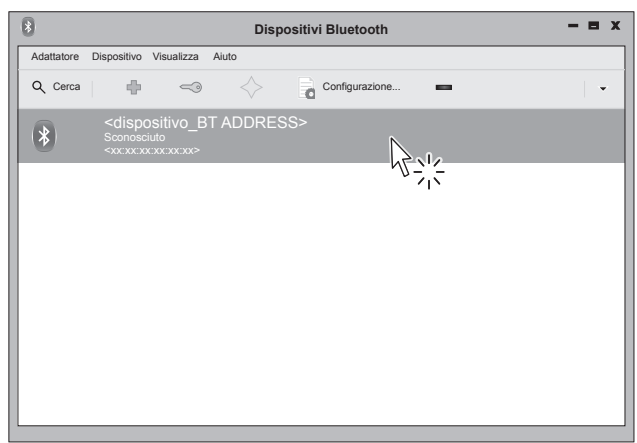 Dispositivi Bluetooth
Adattatore Dispositivo Visualizza Aiuto
Cerca Configurazione...
<dispositivo_BT ADDRESS>
Sconosciuto
<xx:xx:xx:xx:xx:xx>